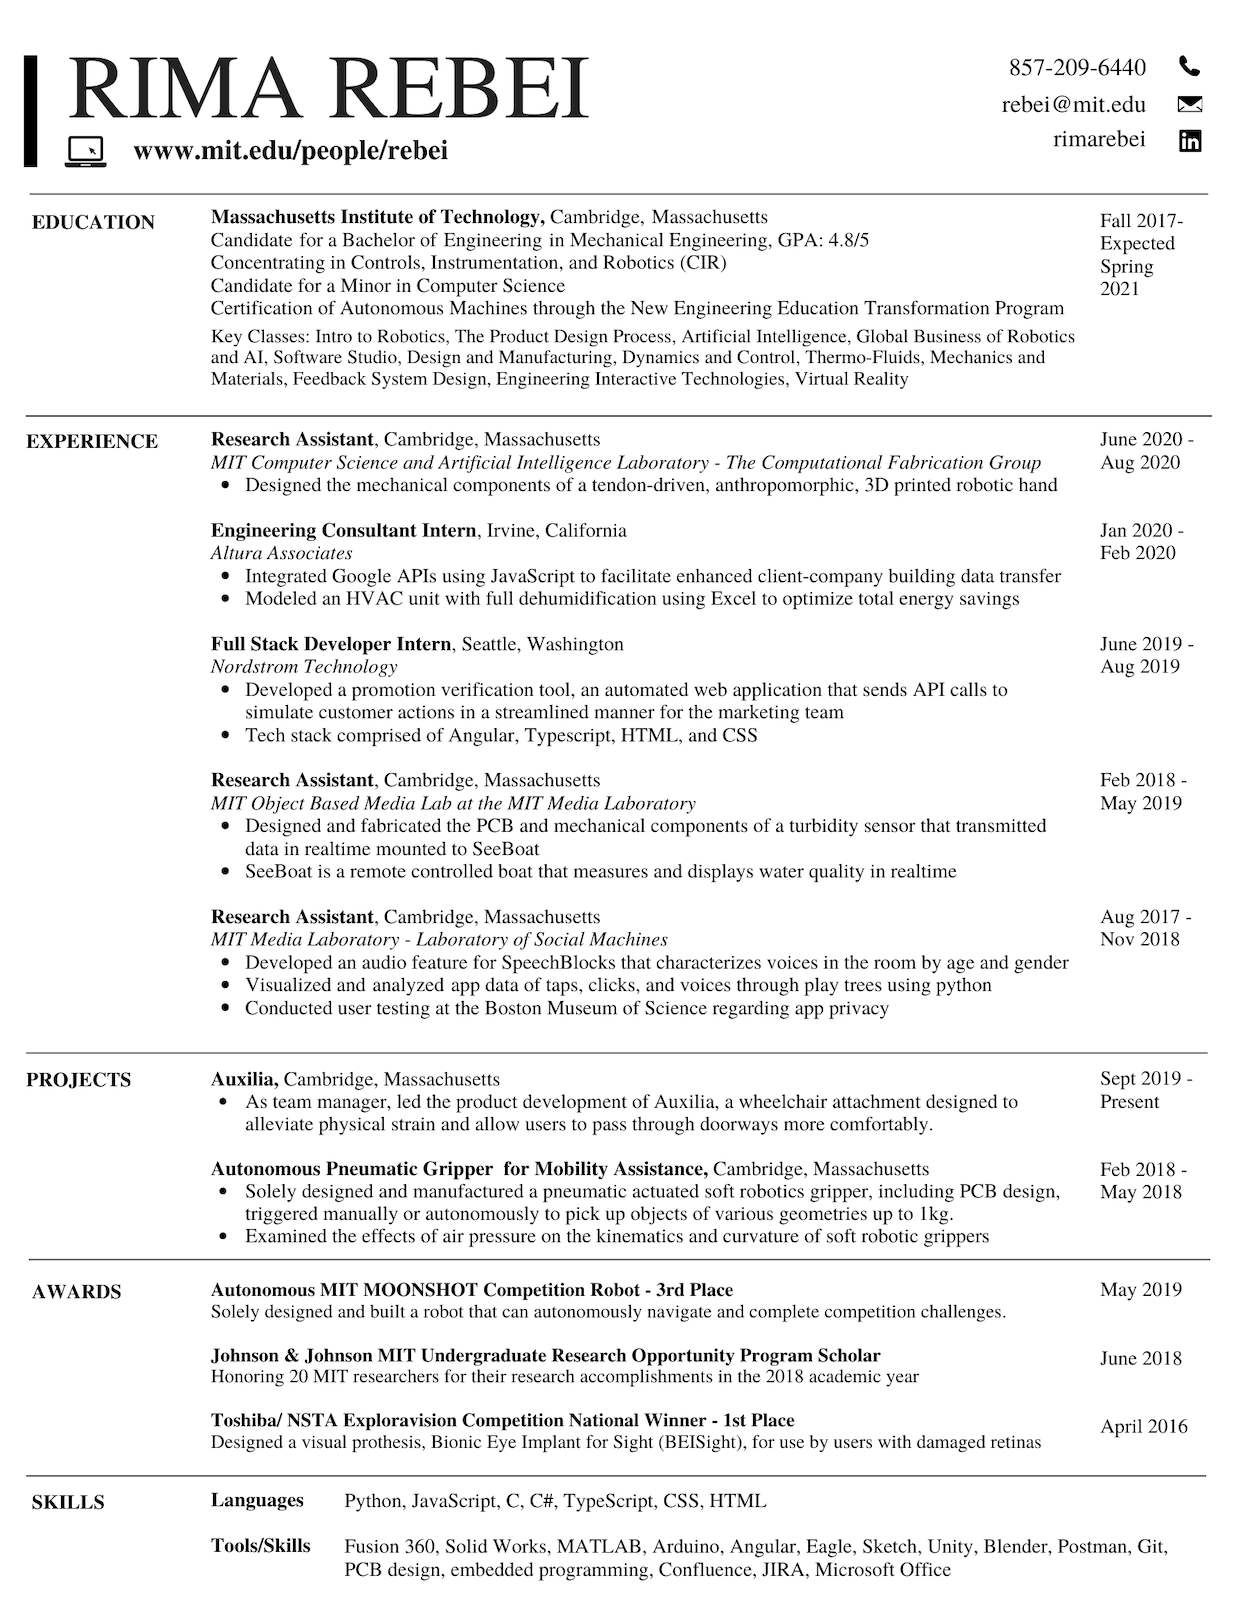 RIMA REBEI
www.mit.edu/people/rebei
857-209-6440
rebei@mit.edu
rimarebei
EDUCATION
Massachusetts Institute of Technology, Cambridge, Massachusetts
Candidate for a Bachelor of Engineering in Mechanical Engineering, GPA: 4.8/5
Concentrating in Controls, Instrumentation, and Robotics (CIR)
Candidate for a Minor in Computer Science
Certification of Autonomous Machines through the New Engineering Education Transformation Program
Key Classes: Intro to Robotics, The Product Design Process, Artificial Intelligence, Global Business of Robotics
and AI, Software Studio, Design and Manufacturing, Dynamics and Control, Thermo-Fluids, Mechanics and
Materials, Feedback System Design, Engineering Interactive Technologies, Virtual Reality
Fall 2017-
Expected
Spring
2021
EXPERIENCE
Research Assistant, Cambridge, Massachusetts
MIT Computer Science and Artificial Intelligence Laboratory - The Computational Fabrication Group
• Designed the mechanical components of a tendon-driven, anthropomorphic, 3D printed robotic hand
June 2020 -
Aug 2020
Engineering Consultant Intern, Irvine, California
Altura Associates
• Integrated Google APIs using JavaScript to facilitate enhanced client-company building data transfer
• Modeled an HVAC unit with full dehumidification using Excel to optimize total energy savings
Jan 2020 -
Feb 2020
Full Stack Developer Intern, Seattle, Washington
Nordstrom Technology
• Developed a promotion verification tool, an automated web application that sends API calls to
simulate customer actions in a streamlined manner for the marketing team
• Tech stack comprised of Angular, Typescript, HTML, and CSS
June 2019 -
Aug 2019
Research Assistant, Cambridge, Massachusetts
MIT Object Based Media Lab at the MIT Media Laboratory
• Designed and fabricated the PCB and mechanical components of a turbidity sensor that transmitted
data in realtime mounted to SeeBoat
• SeeBoat is a remote controlled boat that measures and displays water quality in realtime
Feb 2018 -
May 2019
Research Assistant, Cambridge, Massachusetts
MIT Media Laboratory - Laboratory of Social Machines
• Developed an audio feature for SpeechBlocks that characterizes voices in the room by age and gender
• Visualized and analyzed app data of taps, clicks, and voices through play trees using python
• Conducted user testing at the Boston Museum of Science regarding app privacy
Aug 2017 -
Nov 2018
PROJECTS
Auxilia, Cambridge, Massachusetts
• As team manager, led the product development of Auxilia, a wheelchair attachment designed to
alleviate physical strain and allow users to pass through doorways more comfortably.
Sept 2019 -
Present
Autonomous Pneumatic Gripper for Mobility Assistance, Cambridge, Massachusetts
• Solely designed and manufactured a pneumatic actuated soft robotics gripper, including PCB design,
triggered manually or autonomously to pick up objects of various geometries up to 1kg.
• Examined the effects of air pressure on the kinematics and curvature of soft robotic grippers
Feb 2018 -
May 2018
AWARDS
Autonomous MIT MOONSHOT Competition Robot - 3rd Place
Solely designed and built a robot that can autonomously navigate and complete competition challenges.
May 2019
Johnson & Johnson MIT Undergraduate Research Opportunity Program Scholar
Honoring 20 MIT researchers for their research accomplishments in the 2018 academic year
June 2018
Toshiba/ NSTA Exploravision Competition National Winner - 1st Place
Designed a visual prothesis, Bionic Eye Implant for Sight (BEISight), for use by users with damaged retinas
April 2016
SKILLS
Languages Python, JavaScript, C, C#, TypeScript, CSS, HTML
Tools/Skills Fusion 360, Solid Works, MATLAB, Arduino, Angular, Eagle, Sketch, Unity, Blender, Postman, Git,
PCB design, embedded programming, Confluence, JIRA, Microsoft Office